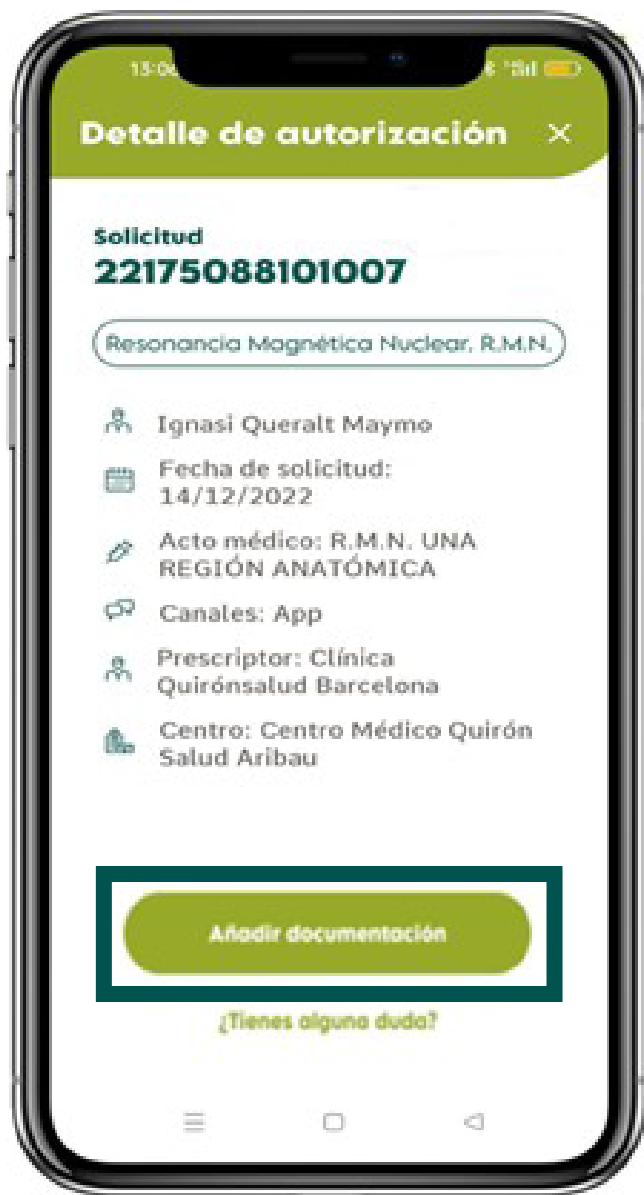 Detalle de autorización
Solicitud
22175088101007
Resonancia Magnética Nuclear. R.M.N.
Ignasi Queralt Maymo
Fecha de solicitud:
14/12/2022
Acto médico: R.M.N. UNA
REGIÓN ANATÓMICA
Canales: App
Prescriptor: Clínica
Quirónsalud Barcelona
Centro: Centro Médico Quirón
Salud Aribau
Añadir documentación
¿Tienes alguna duda?